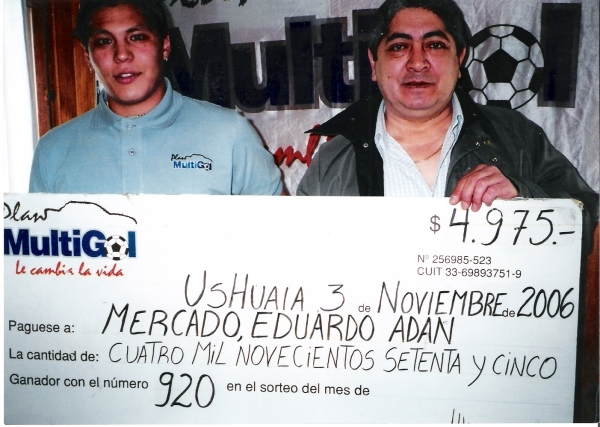 MultiGol
Plan
MultiGol
Plan
MultiGol
Le cambia la vida
$ 4.975.-
Nº 256985-523
CUIT 33-69893751-9
USHUAIA 3 de NOVIEMBRE de 2006
Paguese a: MERCADO, EDUARDO ADAN
La cantidad de: CUATRO MIL NOVECIENTOS SETENTA Y CINCO
Ganador con el número 920 en el sorteo del mes de